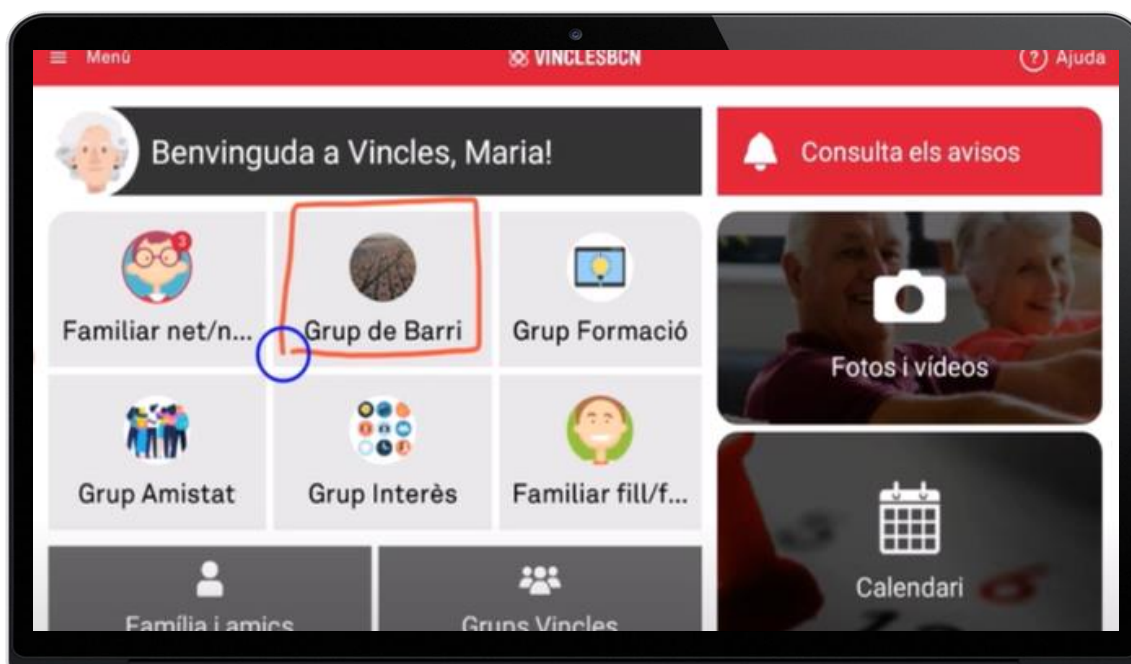 Menú
VINCLESBCN
? Ajuda
Benvinguda a Vincles, Maria!
Consulta els avisos
3
Familiar net/n...
Grup de Barri
Grup Formació
Fotos i vídeos
Grup Amistat
Grup Interès
Familiar fill/f...
Calendari
Família i amics
Grups Vincles